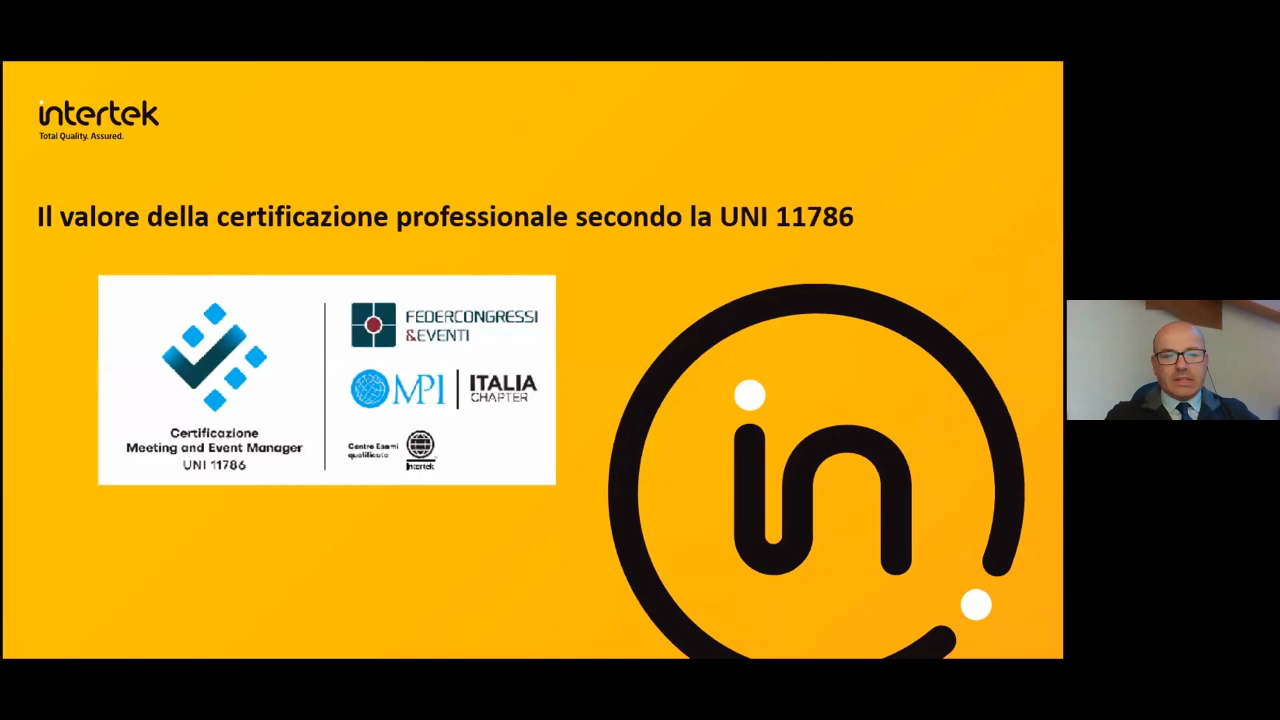 intertek
Total Quality. Assured.
Il valore della certificazione professionale secondo la UNI 11786
Certificazione
Meeting and Event Manager
UNI 11786
FEDERCONGRESSI
&EVENTI
MPI
ITALIA
CHAPTER
Centro Esami
qualificato
intertek
in